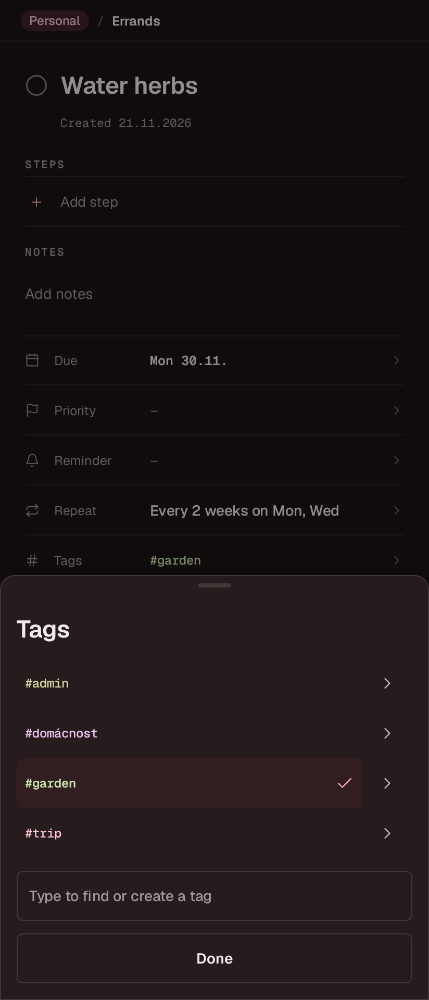 Personal / Errands
Water herbs
Created 21.11.2026
STEPS
+ Add step
NOTES
Add notes
Due Mon 30.11.
Priority –
Reminder –
Repeat Every 2 weeks on Mon, Wed
Tags #garden
Tags
#admin
#domácnost
#garden
#trip
Type to find or create a tag
Done